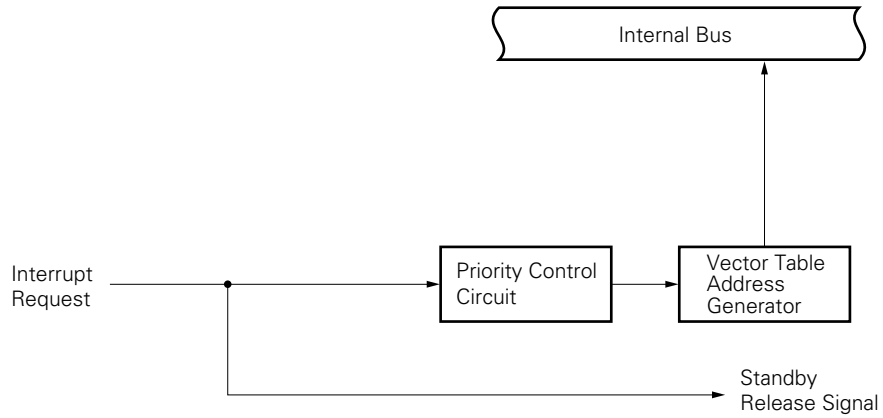 Internal Bus
Interrupt
Request
Priority Control
Circuit
Vector Table
Address
Generator
Standby
Release Signal